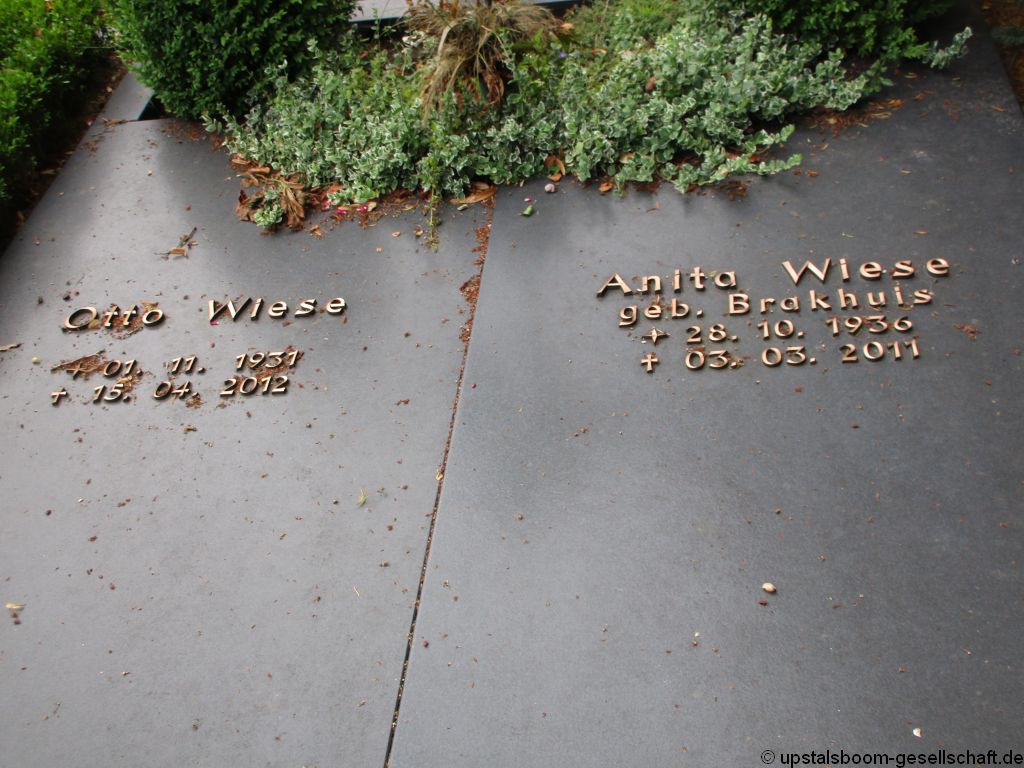 Otto Wiese
01. 11. 1931
† 15. 04. 2012
Anita Wiese
geb. Brakhuis
28. 10. 1936
† 03. 03. 2011
© upstalsboom-gesellschaft.de